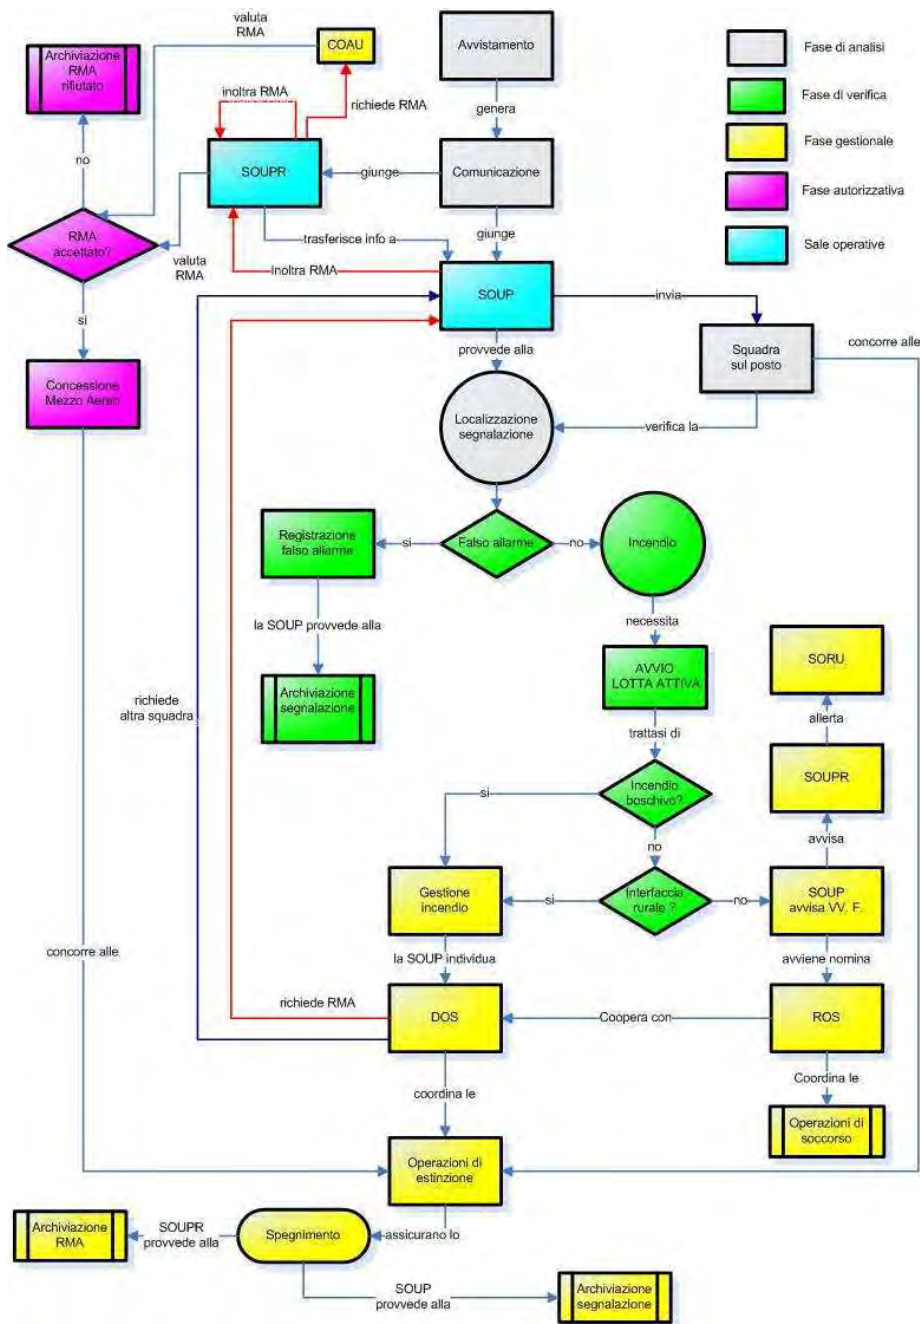 valuta
RMA
Archiviazione
RMA
rifiutato
COAU
Avvistamento
Fase di analisi
inoltra RMA
richiede RMA
genera
Fase di verifica
no
SOUPR
giunge
Comunicazione
Fase gestionale
Fase autorizzativa
RMA
accettato?
valuta
RMA
trasferisce info a
giunge
Sale operative
Inoltra RMA
SOUP
invia
si
provvede alla
Squadra
sul posto
concorre alle
Concessione
Mezzo Aereo
Localizzazione
segnalazione
verifica la
Registrazione
falso allarme
si
Falso allarme
no
Incendio
la SOUP provvede alla
necessita
SORU
AVVIO
LOTTA ATTIVA
Archiviazione
segnalazione
richiede
altra squadra
allerta
trattasi di
SOUPR
Incendio
boschivo?
si
no
avvisa
Gestione
incendio
si
Interfaccia
rurale ?
no
SOUP
avvisa VV. F.
concorre alle
la SOUP individua
avviene nomina
richiede RMA
DOS
Coopera con
ROS
coordina le
Coordina le
Operazioni di
soccorso
Operazioni di
estinzione
Archiviazione
RMA
SOUPR
provvede alla
Spegnimento
assicurano lo
SOUP
provvede alla
Archiviazione
segnalazione